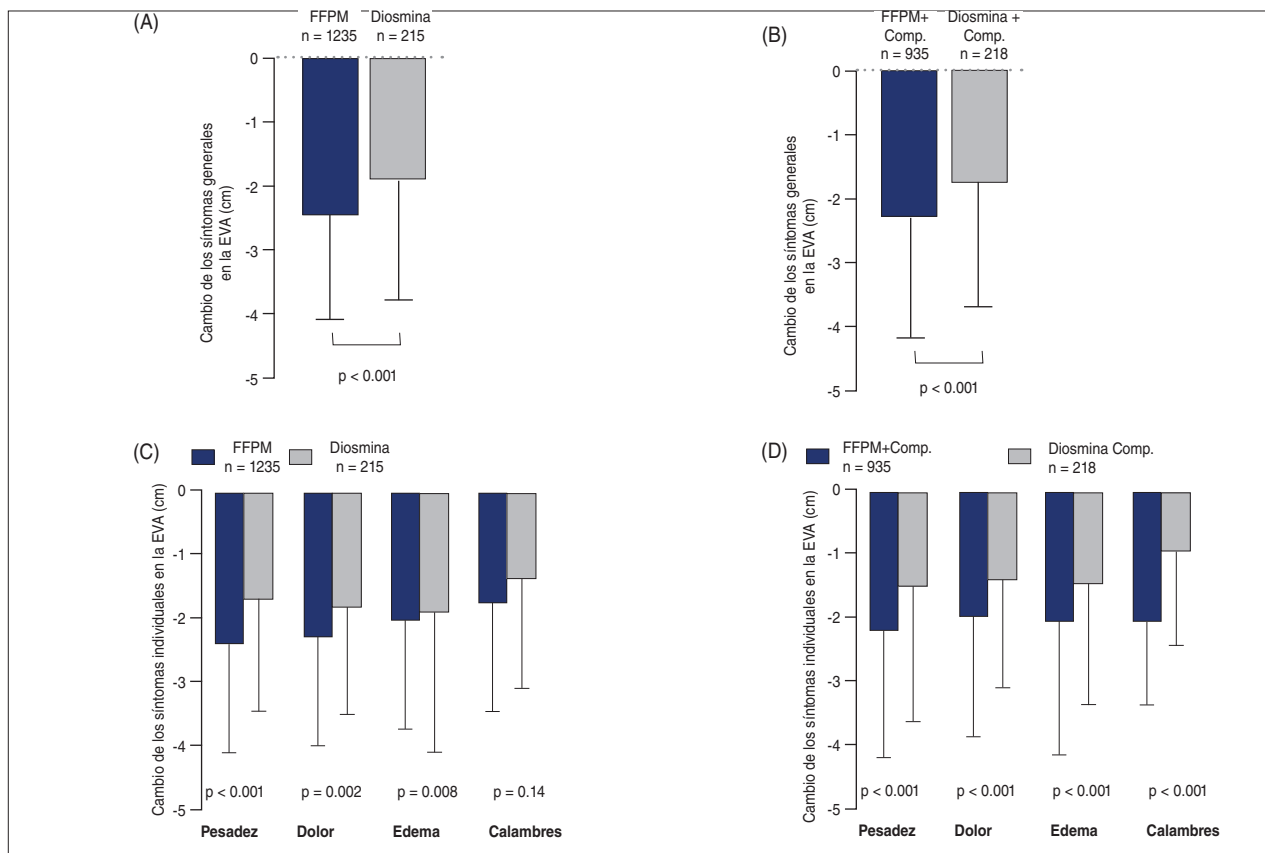 (A)
FFPM
n = 1235
Diosmina
n = 215
Cambio de los síntomas generales
en la EVA (cm)
0
-1
-2
-3
-4
-5
p < 0.001
(B)
FFPM+
Comp.
n = 935
Diosmina +
Comp.
n = 218
Cambio de los síntomas generales
en la EVA (cm)
0
-1
-2
-3
-4
-5
p < 0.001
(C)
FFPM
n = 1235
Diosmina
n = 215
Cambio de los síntomas individuales en la EVA (cm)
0
-1
-2
-3
-4
-5
p < 0.001
p = 0.002
p = 0.008
p = 0.14
Pesadez
Dolor
Edema
Calambres
(D)
FFPM+Comp.
n = 935
Diosmina Comp.
n = 218
Cambio de los síntomas individuales en la EVA (cm)
0
-1
-2
-3
-4
-5
p < 0.001
p < 0.001
p < 0.001
p < 0.001
Pesadez
Dolor
Edema
Calambres